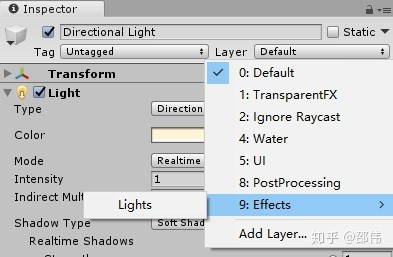 Inspector
Directional Light
Static
Tag Untagged Layer Default
Transform
Light
Type Direction
Color
Mode Realtime
Intensity 1
Indirect Mult
Shadow Type Soft Shad
Realtime Shadows
0: Default
1: TransparentFX
2: Ignore Raycast
4: Water
5: UI
8: PostProcessing
9: Effects
Lights
Add Layer...
知乎 @邵伟